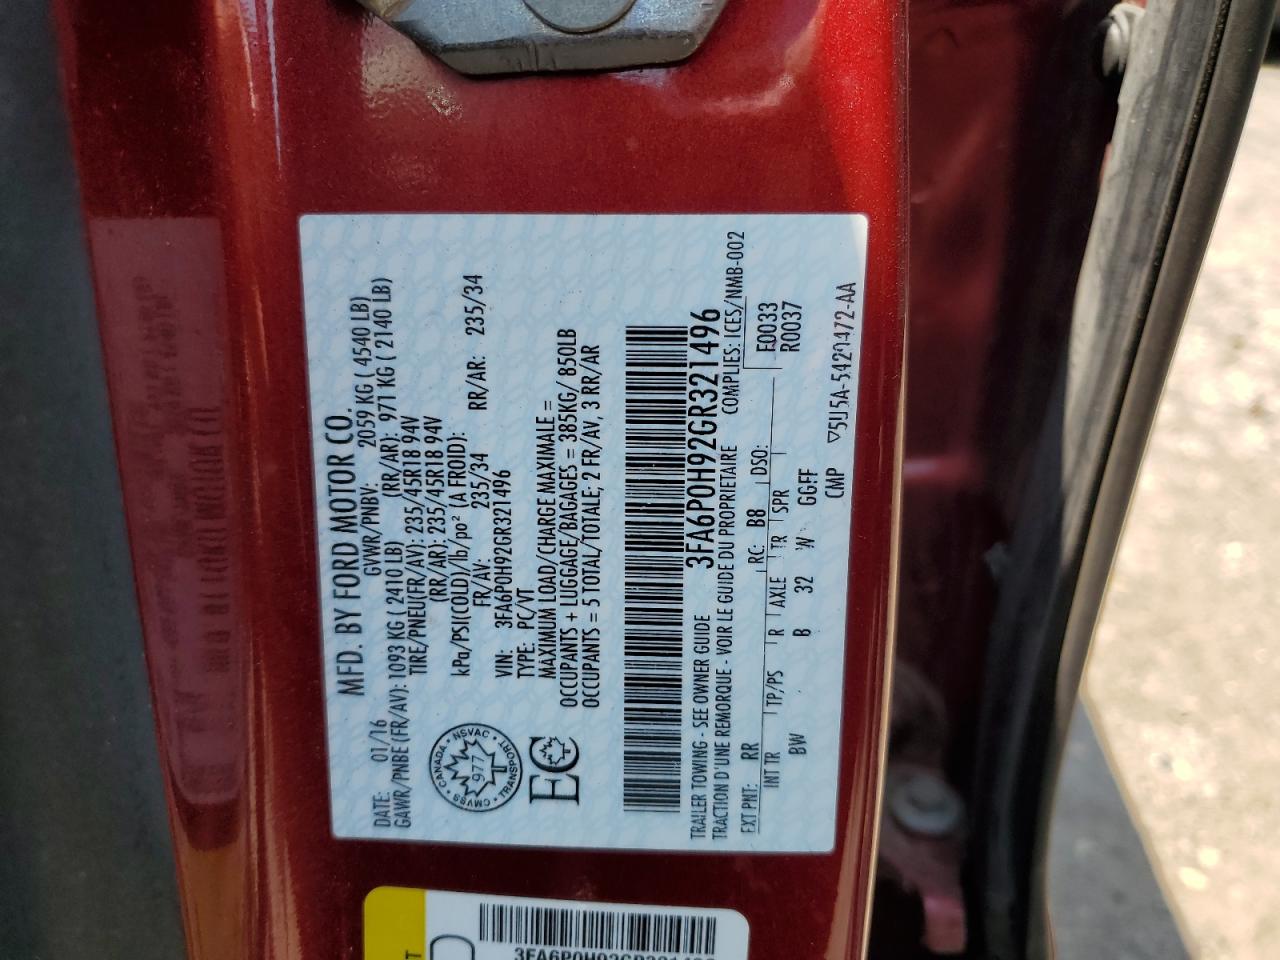 MFD. BY FORD MOTOR CO.
DATE: 01/16 GVWR/PNBV: 2059 KG ( 4540 LB)
GAWR/PNBE (FR/AV): 1093 KG ( 2410 LB) (RR/AR): 971 KG ( 2140 LB)
TIRE/PNEU(FR/AV): 235/45R18 94V
(RR/AR): 235/45R18 94V
kPa/PSI(COLD)/lb/po² (A FROID):
FR/AV: 235/34 RR/AR: 235/34
VIN: 3FA6P0H92GR321496
TYPE: PC/VT
MAXIMUM LOAD/CHARGE MAXIMALE =
OCCUPANTS + LUGGAGE/BAGAGES = 385KG/ 850LB
OCCUPANTS = 5 TOTAL/TOTALE; 2 FR/AV, 3 RR/AR
CANADA • NSVAC • TRANSPORT • CMVSS •
977
EC
3FA6P0H92GR321496
TRAILER TOWING - SEE OWNER GUIDE
TRACTION D'UNE REMORQUE - VOIR LE GUIDE DU PROPRIETAIRE COMPLIES: ICES/NMB-002
EXT PNT: RR RC: B8 DSO: E0033
INT TR TP/PS R AXLE TR SPR R0037
BW B 32 W GGFF
CMP ▽5U5A-5420472-AA